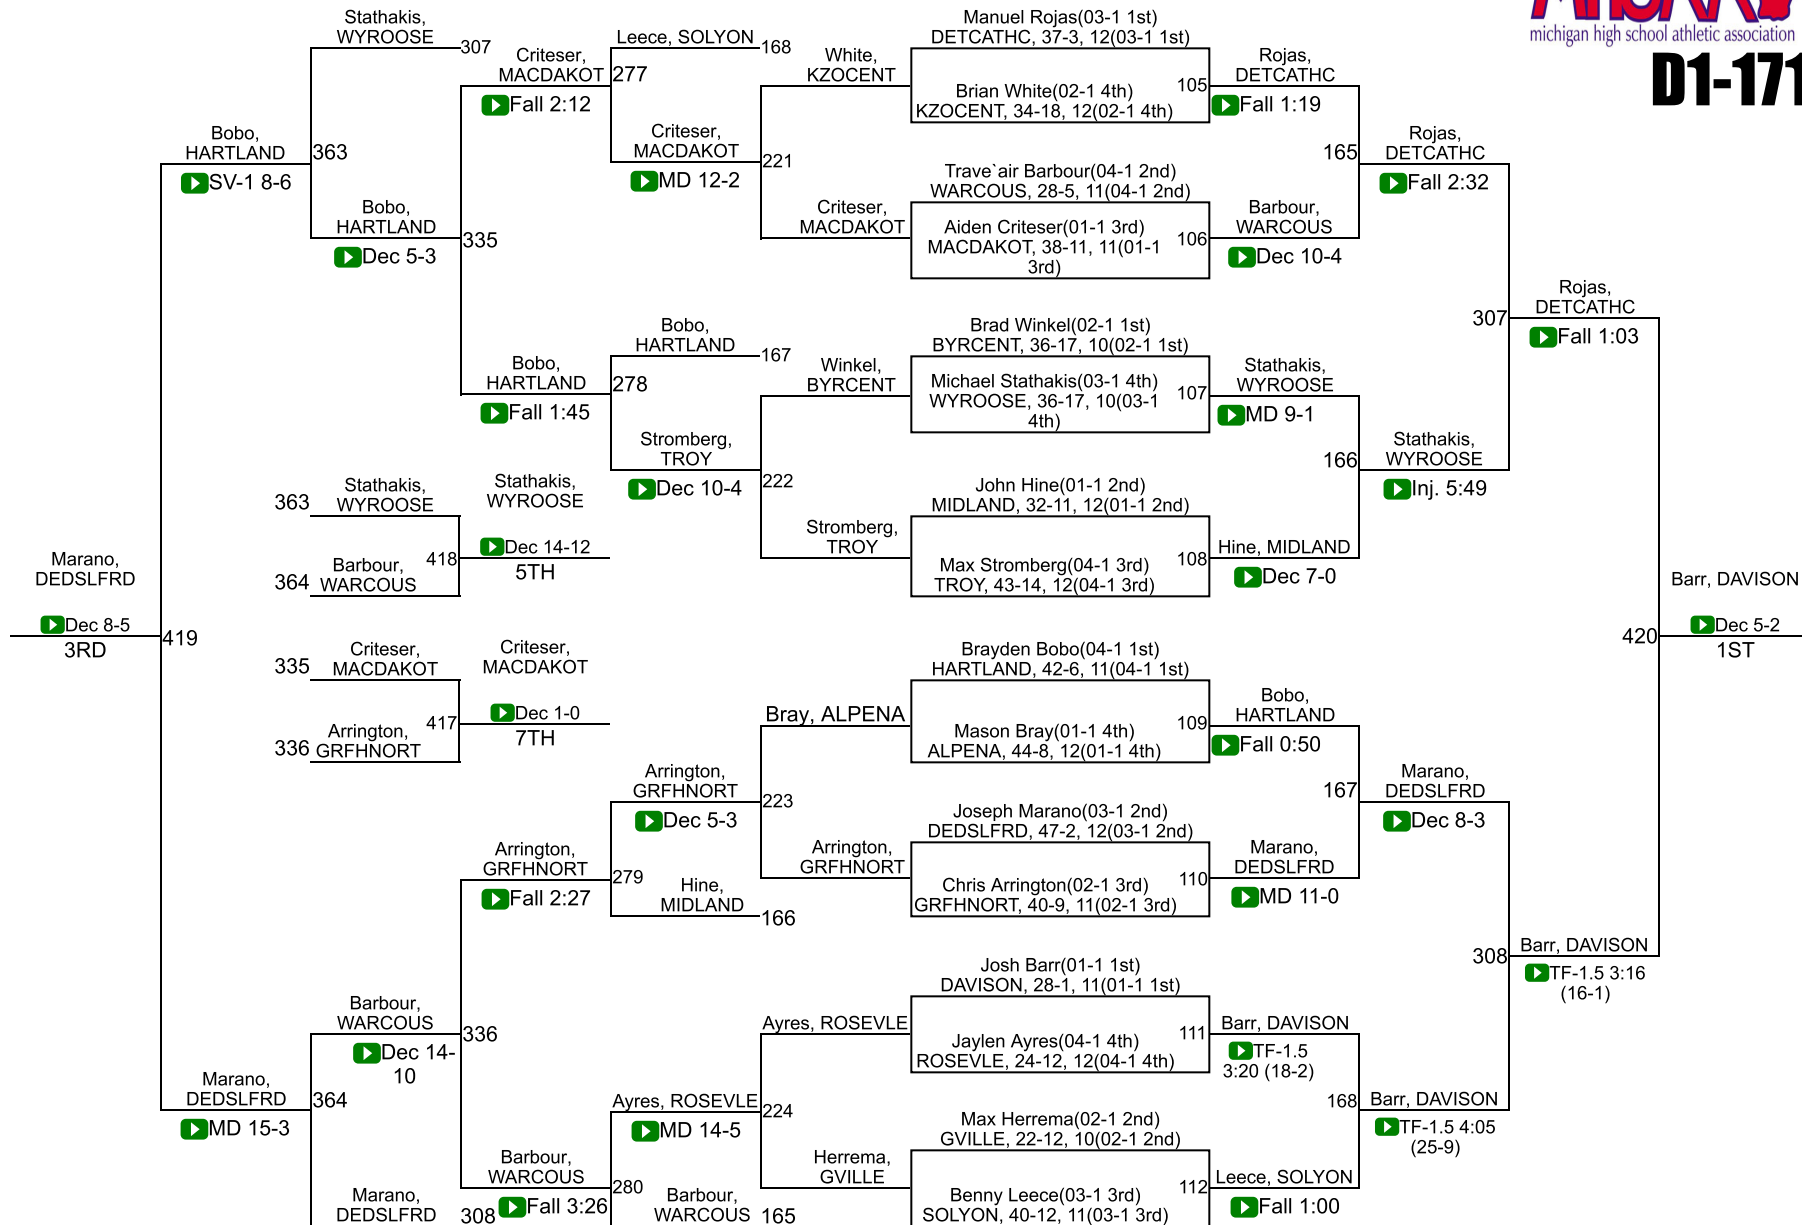 michigan high school athletic association
D1-171
Stathakis,
WYROOSE
307
Bobo,
HARTLAND
SV-1 8-6
363
Bobo,
HARTLAND
Dec 5-3
335
Criteser,
MACDAKOT
Fall 2:12
277
Leece, SOLYON
168
Criteser,
MACDAKOT
MD 12-2
221
White,
KZOCENT
Criteser,
MACDAKOT
Bobo,
HARTLAND
Fall 1:45
278
Bobo,
HARTLAND
167
Stromberg,
TROY
Dec 10-4
222
Winkel,
BYRCENT
Stromberg,
TROY
363
Stathakis,
WYROOSE
364
Barbour,
WARCOUS
418
Stathakis,
WYROOSE
Dec 14-12
5TH
Marano,
DEDSLFRD
Dec 8-5
3RD
419
335
Criteser,
MACDAKOT
336
Arrington,
GRFHNORT
417
Criteser,
MACDAKOT
Dec 1-0
7TH
Bray, ALPENA
Arrington,
GRFHNORT
Dec 5-3
223
Arrington,
GRFHNORT
Arrington,
GRFHNORT
Fall 2:27
279
Hine,
MIDLAND
166
Barbour,
WARCOUS
Dec 14-
10
336
Marano,
DEDSLFRD
MD 15-3
364
Marano,
DEDSLFRD
308
Barbour,
WARCOUS
Fall 3:26
280
Ayres, ROSEVLE
MD 14-5
224
Barbour,
WARCOUS
165
Ayres, ROSEVLE
Herrema,
GVILLE
Manuel Rojas(03-1 1st)
DETCATHC, 37-3, 12(03-1 1st)
Brian White(02-1 4th)
KZOCENT, 34-18, 12(02-1 4th)
105
Trave`air Barbour(04-1 2nd)
WARCOUS, 28-5, 11(04-1 2nd)
Aiden Criteser(01-1 3rd)
MACDAKOT, 38-11, 11(01-1
3rd)
106
Brad Winkel(02-1 1st)
BYRCENT, 36-17, 10(02-1 1st)
Michael Stathakis(03-1 4th)
WYROOSE, 36-17, 10(03-1
4th)
107
John Hine(01-1 2nd)
MIDLAND, 32-11, 12(01-1 2nd)
Max Stromberg(04-1 3rd)
TROY, 43-14, 12(04-1 3rd)
108
Brayden Bobo(04-1 1st)
HARTLAND, 42-6, 11(04-1 1st)
Mason Bray(01-1 4th)
ALPENA, 44-8, 12(01-1 4th)
109
Joseph Marano(03-1 2nd)
DEDSLFRD, 47-2, 12(03-1 2nd)
Chris Arrington(02-1 3rd)
GRFHNORT, 40-9, 11(02-1 3rd)
110
Josh Barr(01-1 1st)
DAVISON, 28-1, 11(01-1 1st)
Jaylen Ayres(04-1 4th)
ROSEVLE, 24-12, 12(04-1 4th)
111
Max Herrema(02-1 2nd)
GVILLE, 22-12, 10(02-1 2nd)
Benny Leece(03-1 3rd)
SOLYON, 40-12, 11(03-1 3rd)
112
Rojas,
DETCATHC
Fall 1:19
Barbour,
WARCOUS
Dec 10-4
165
Rojas,
DETCATHC
Fall 2:32
Stathakis,
WYROOSE
MD 9-1
Hine, MIDLAND
Dec 7-0
166
Stathakis,
WYROOSE
Inj. 5:49
307
Rojas,
DETCATHC
Fall 1:03
Bobo,
HARTLAND
Fall 0:50
Marano,
DEDSLFRD
MD 11-0
167
Marano,
DEDSLFRD
Dec 8-3
Barr, DAVISON
TF-1.5
3:20 (18-2)
Leece, SOLYON
Fall 1:00
168
Barr, DAVISON
TF-1.5 4:05
(25-9)
308
Barr, DAVISON
TF-1.5 3:16
(16-1)
420
Barr, DAVISON
Dec 5-2
1ST